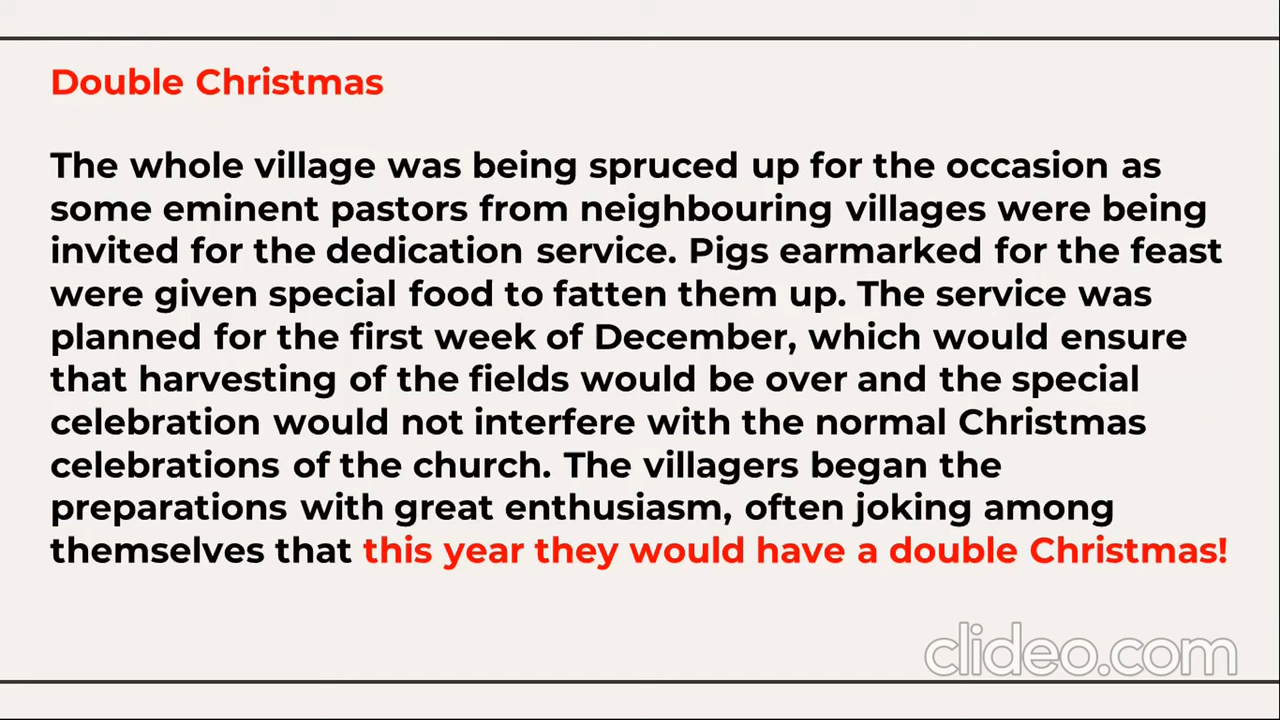 Double Christmas
The whole village was being spruced up for the occasion as
some eminent pastors from neighbouring villages were being
invited for the dedication service. Pigs earmarked for the feast
were given special food to fatten them up. The service was
planned for the first week of December, which would ensure
that harvesting of the fields would be over and the special
celebration would not interfere with the normal Christmas
celebrations of the church. The villagers began the
preparations with great enthusiasm, often joking among
themselves that this year they would have a double Christmas!
clideo.com